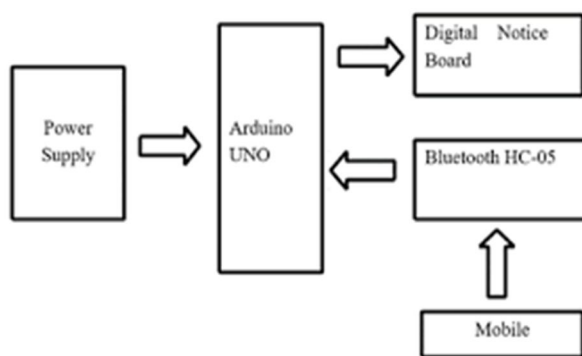 Power
Supply
Arduino
UNO
Digital Notice
Board
Bluetooth HC-05
Mobile